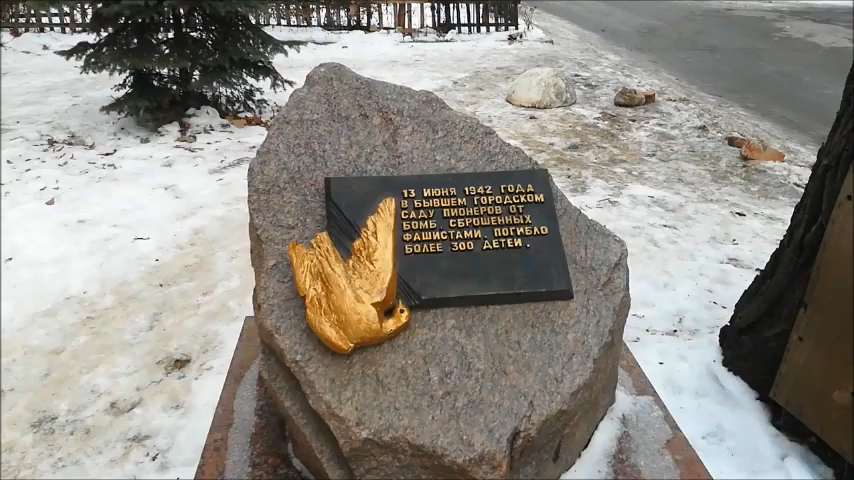 13 ИЮНЯ 1942 ГОДА
В БЫВШЕМ ГОРОДСКОМ
САДУ ПИОНЕРОВ ОТ
БОМБ, СБРОШЕННЫХ
ФАШИСТАМИ, ПОГИБЛО
БОЛЕЕ 300 ДЕТЕЙ.